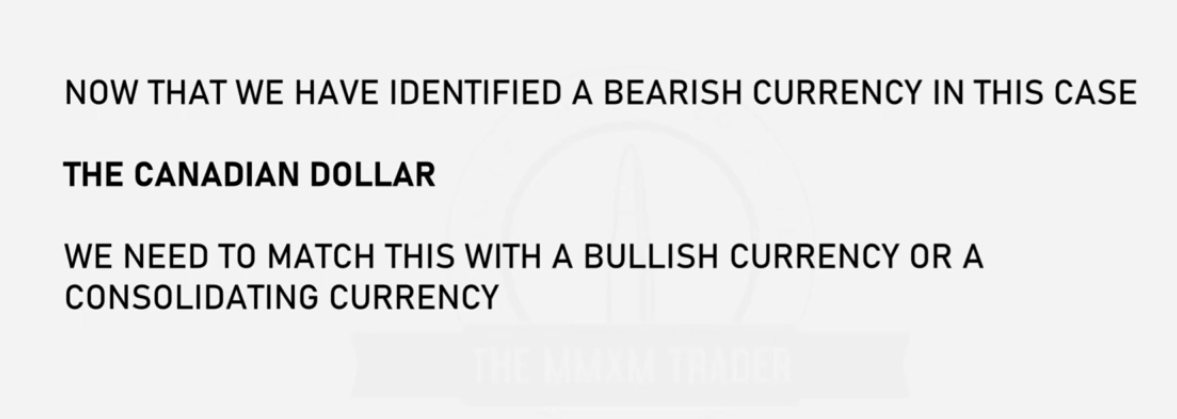 NOW THAT WE HAVE IDENTIFIED A BEARISH CURRENCY IN THIS CASE
THE CANADIAN DOLLAR
WE NEED TO MATCH THIS WITH A BULLISH CURRENCY OR A
CONSOLIDATING CURRENCY
THE MMXM TRADER